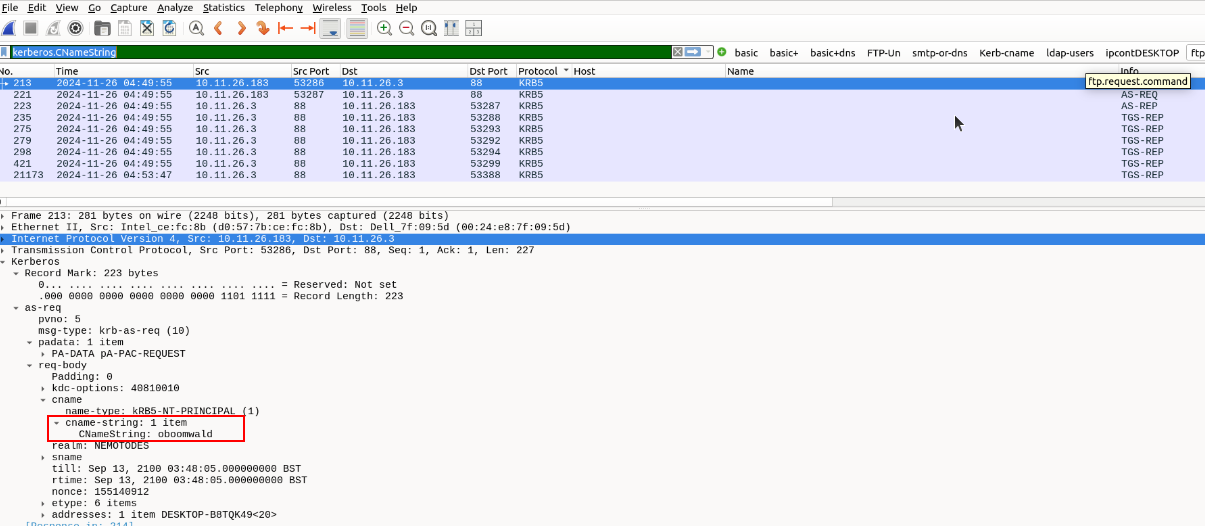 File Edit View Go Capture Analyze Statistics Telephony Wireless Tools Help
kerberos.CNameString basic basic+ basic+dns FTP-Un smtp-or-dns Kerb-cname ldap-users ipcontDESKTOP ftp
No. Time Src Src Port Dst Dst Port Protocol Host Name Info
ftp.request.command
213 2024-11-26 04:49:55 10.11.26.183 53286 10.11.26.3 88 KRB5
221 2024-11-26 04:49:55 10.11.26.183 53287 10.11.26.3 88 KRB5 AS-REQ
223 2024-11-26 04:49:55 10.11.26.3 88 10.11.26.183 53287 KRB5 AS-REP
235 2024-11-26 04:49:55 10.11.26.3 88 10.11.26.183 53288 KRB5 TGS-REP
275 2024-11-26 04:49:55 10.11.26.3 88 10.11.26.183 53293 KRB5 TGS-REP
279 2024-11-26 04:49:55 10.11.26.3 88 10.11.26.183 53292 KRB5 TGS-REP
298 2024-11-26 04:49:55 10.11.26.3 88 10.11.26.183 53294 KRB5 TGS-REP
421 2024-11-26 04:49:55 10.11.26.3 88 10.11.26.183 53299 KRB5 TGS-REP
21173 2024-11-26 04:53:47 10.11.26.3 88 10.11.26.183 53388 KRB5 TGS-REP
Frame 213: 281 bytes on wire (2248 bits), 281 bytes captured (2248 bits)
Ethernet II, Src: Intel_ce:fc:8b (d0:57:7b:ce:fc:8b), Dst: Dell_7f:09:5d (00:24:e8:7f:09:5d)
Internet Protocol Version 4, Src: 10.11.26.183, Dst: 10.11.26.3
Transmission Control Protocol, Src Port: 53286, Dst Port: 88, Seq: 1, Ack: 1, Len: 227
Kerberos
Record Mark: 223 bytes
0... .... .... .... .... .... .... .... = Reserved: Not set
.000 0000 0000 0000 0000 0000 1101 1111 = Record Length: 223
as-req
pvno: 5
msg-type: krb-as-req (10)
padata: 1 item
PA-DATA pA-PAC-REQUEST
req-body
Padding: 0
kdc-options: 40810010
cname
name-type: kRB5-NT-PRINCIPAL (1)
cname-string: 1 item
CNameString: oboomwald
realm: NEMOTODES
sname
till: Sep 13, 2100 03:48:05.000000000 BST
rtime: Sep 13, 2100 03:48:05.000000000 BST
nonce: 155140912
etype: 6 items
addresses: 1 item DESKTOP-B8TQK49<20>
[Response in: 214]